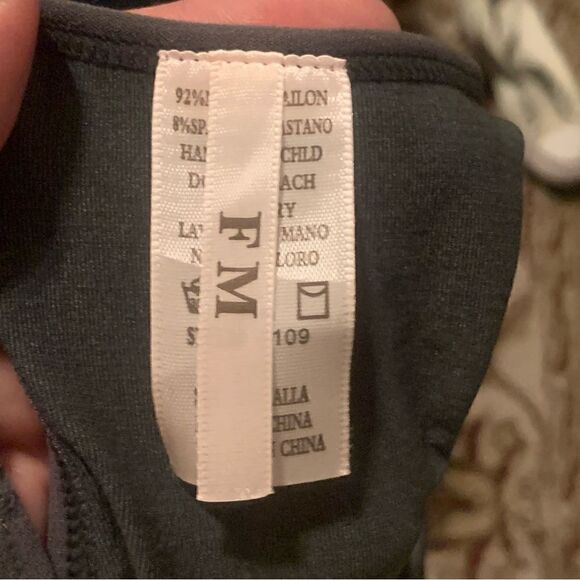 92% AILON
8%SP ASTANO
HA CHLD
D ACH
RY
LA MANO
N LORO
FM
S 109
ALLA
CHINA
CHINA